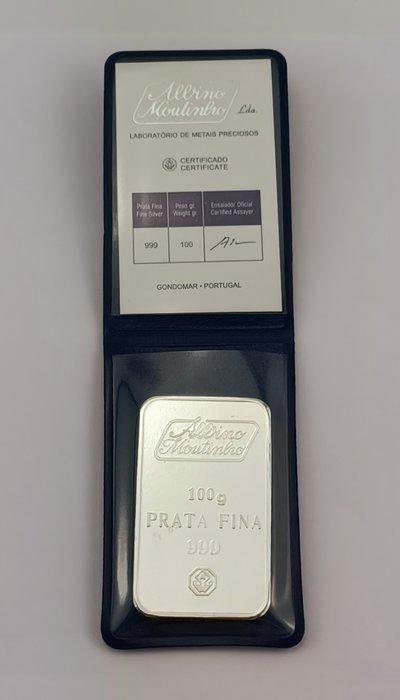 Albino
Moutinho Lda.
LABORATÓRIO DE METAIS PRECIOSOS
CERTIFICADO
CERTIFICATE
Prata Fina Peso gr. Ensaiador Oficial
Fine Silver Weight gr. Certified Assayer
999 100
GONDOMAR • PORTUGAL
Albino
Moutinho
100g
PRATA FINA
999